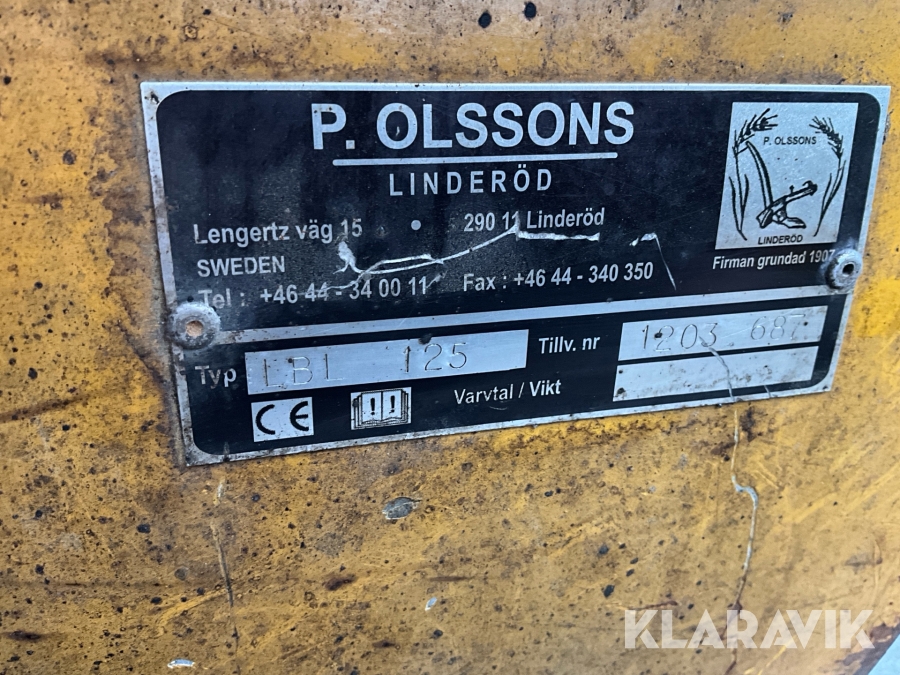 P. OLSSONS
LINDERÖD
Lengertz väg 15 • 290 11 Linderöd
SWEDEN
Tel : +46 44 - 34 00 11 Fax : +46 44 - 340 350
P. OLSSONS
LINDERÖD
Firman grundad 1907
Typ LBL 125 Tillv. nr 1203 687
Varvtal / Vikt
CE
!!
KLARAVIK